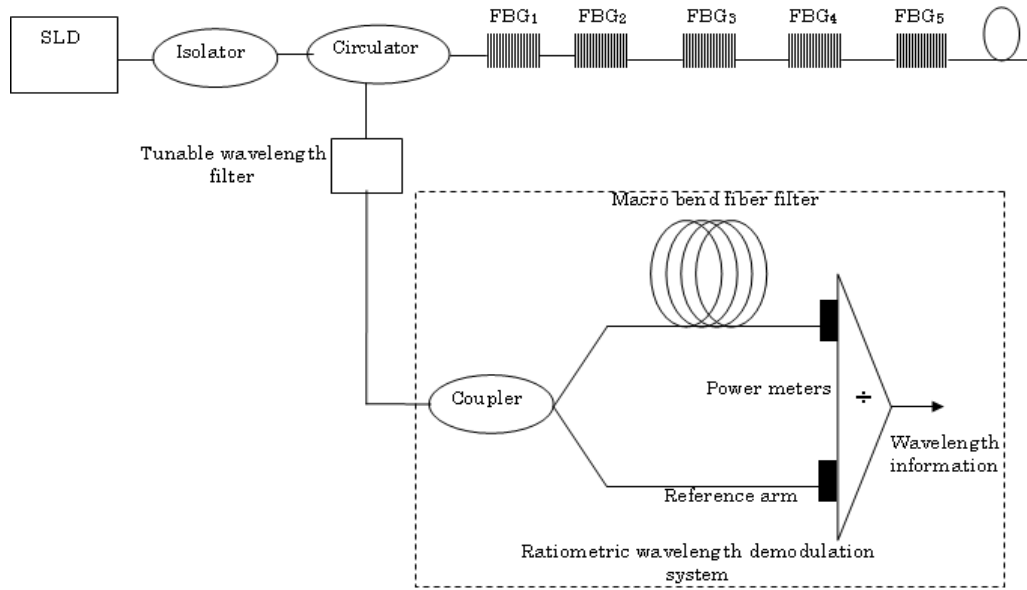 SLD
Isolator
Circulator
FBG₁
FBG₂
FBG₃
FBG₄
FBG₅
Tunable wavelength
filter
Macro bend fiber filter
Coupler
Power meters
÷
Wavelength
information
Reference arm
Ratiometric wavelength demodulation
system